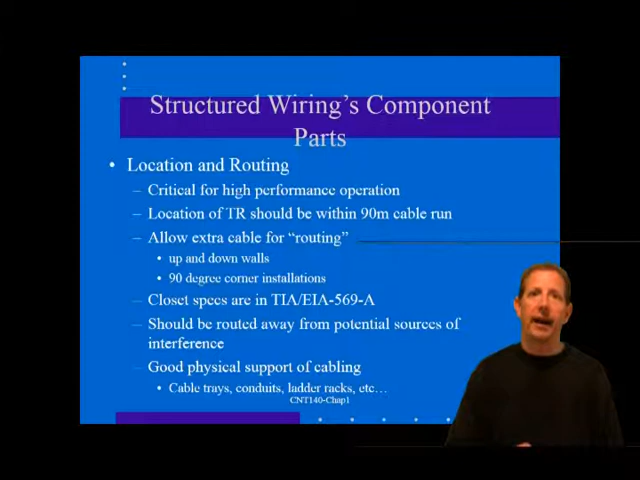 Structured Wiring's Component
Parts
• Location and Routing
– Critical for high performance operation
– Location of TR should be within 90m cable run
– Allow extra cable for "routing"
• up and down walls
• 90 degree corner installations
– Closet specs are in TIA/EIA-569-A
– Should be routed away from potential sources of
interference
– Good physical support of cabling
• Cable trays, conduits, ladder racks, etc…
CNT140-Chap1